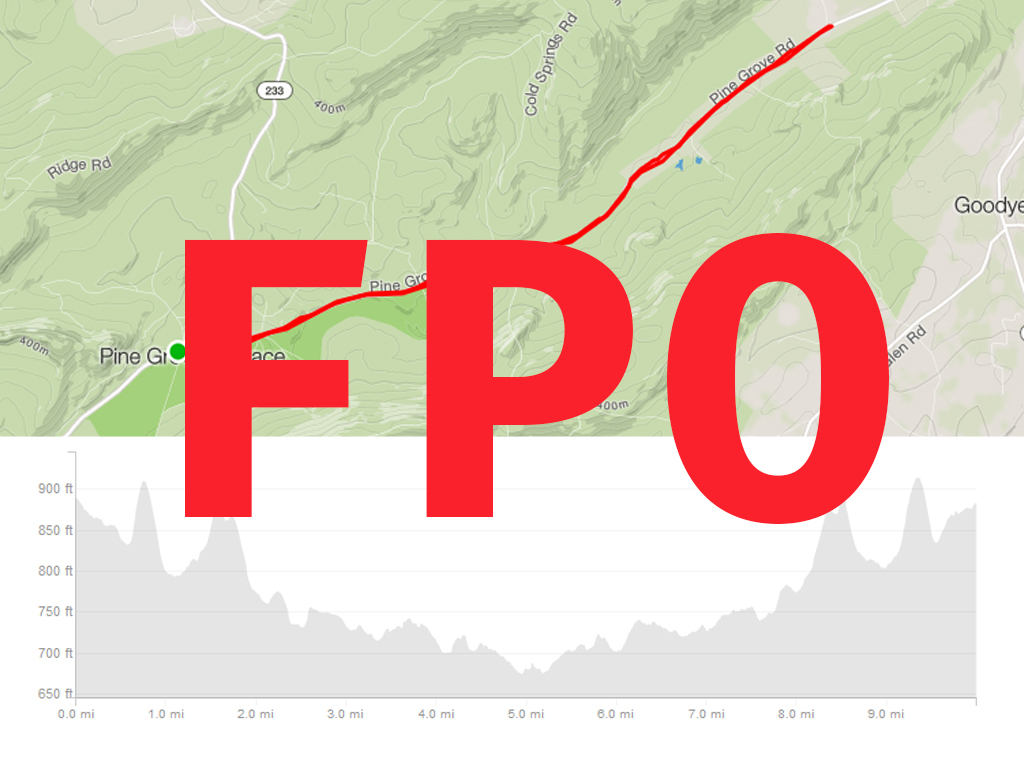 Cold Springs Rd
Pine Grove Rd
233
400m
Ridge Rd
Goodye
Pine Gro
400m
Pine Gr
ace
alen Rd
400m
FPO
900 ft
850 ft
800 ft
750 ft
700 ft
650 ft
0.0 mi 1.0 mi 2.0 mi 3.0 mi 4.0 mi 5.0 mi 6.0 mi 7.0 mi 8.0 mi 9.0 mi